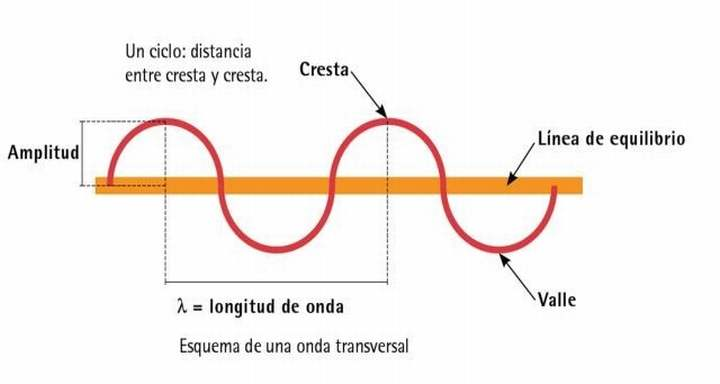 Un ciclo: distancia
entre cresta y cresta.
Cresta
Amplitud
Línea de equilibrio
λ = longitud de onda
Valle
Esquema de una onda transversal